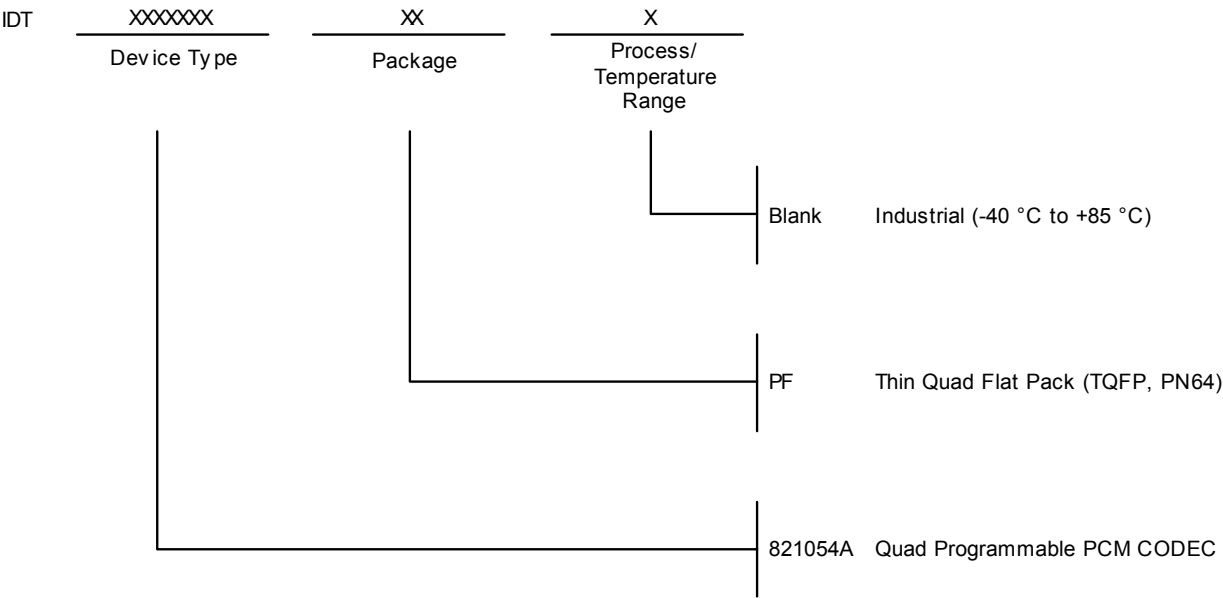 IDT XXXXXXX XX X
Device Type Package Process/
Temperature
Range
Blank Industrial (-40 °C to +85 °C)
PF Thin Quad Flat Pack (TQFP, PN64)
821054A Quad Programmable PCM CODEC